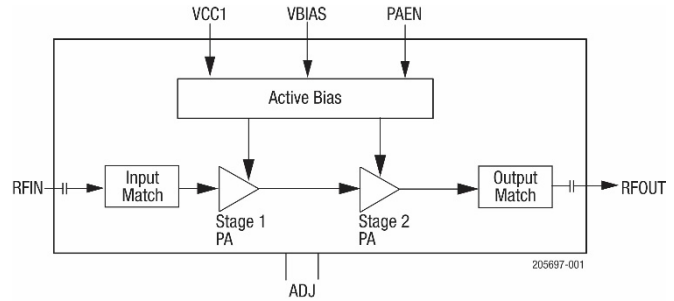 VCC1 VBIAS PAEN
Active Bias
RFIN
Input
Match
Stage 1
PA
Stage 2
PA
Output
Match
RFOUT
205697-001
ADJ